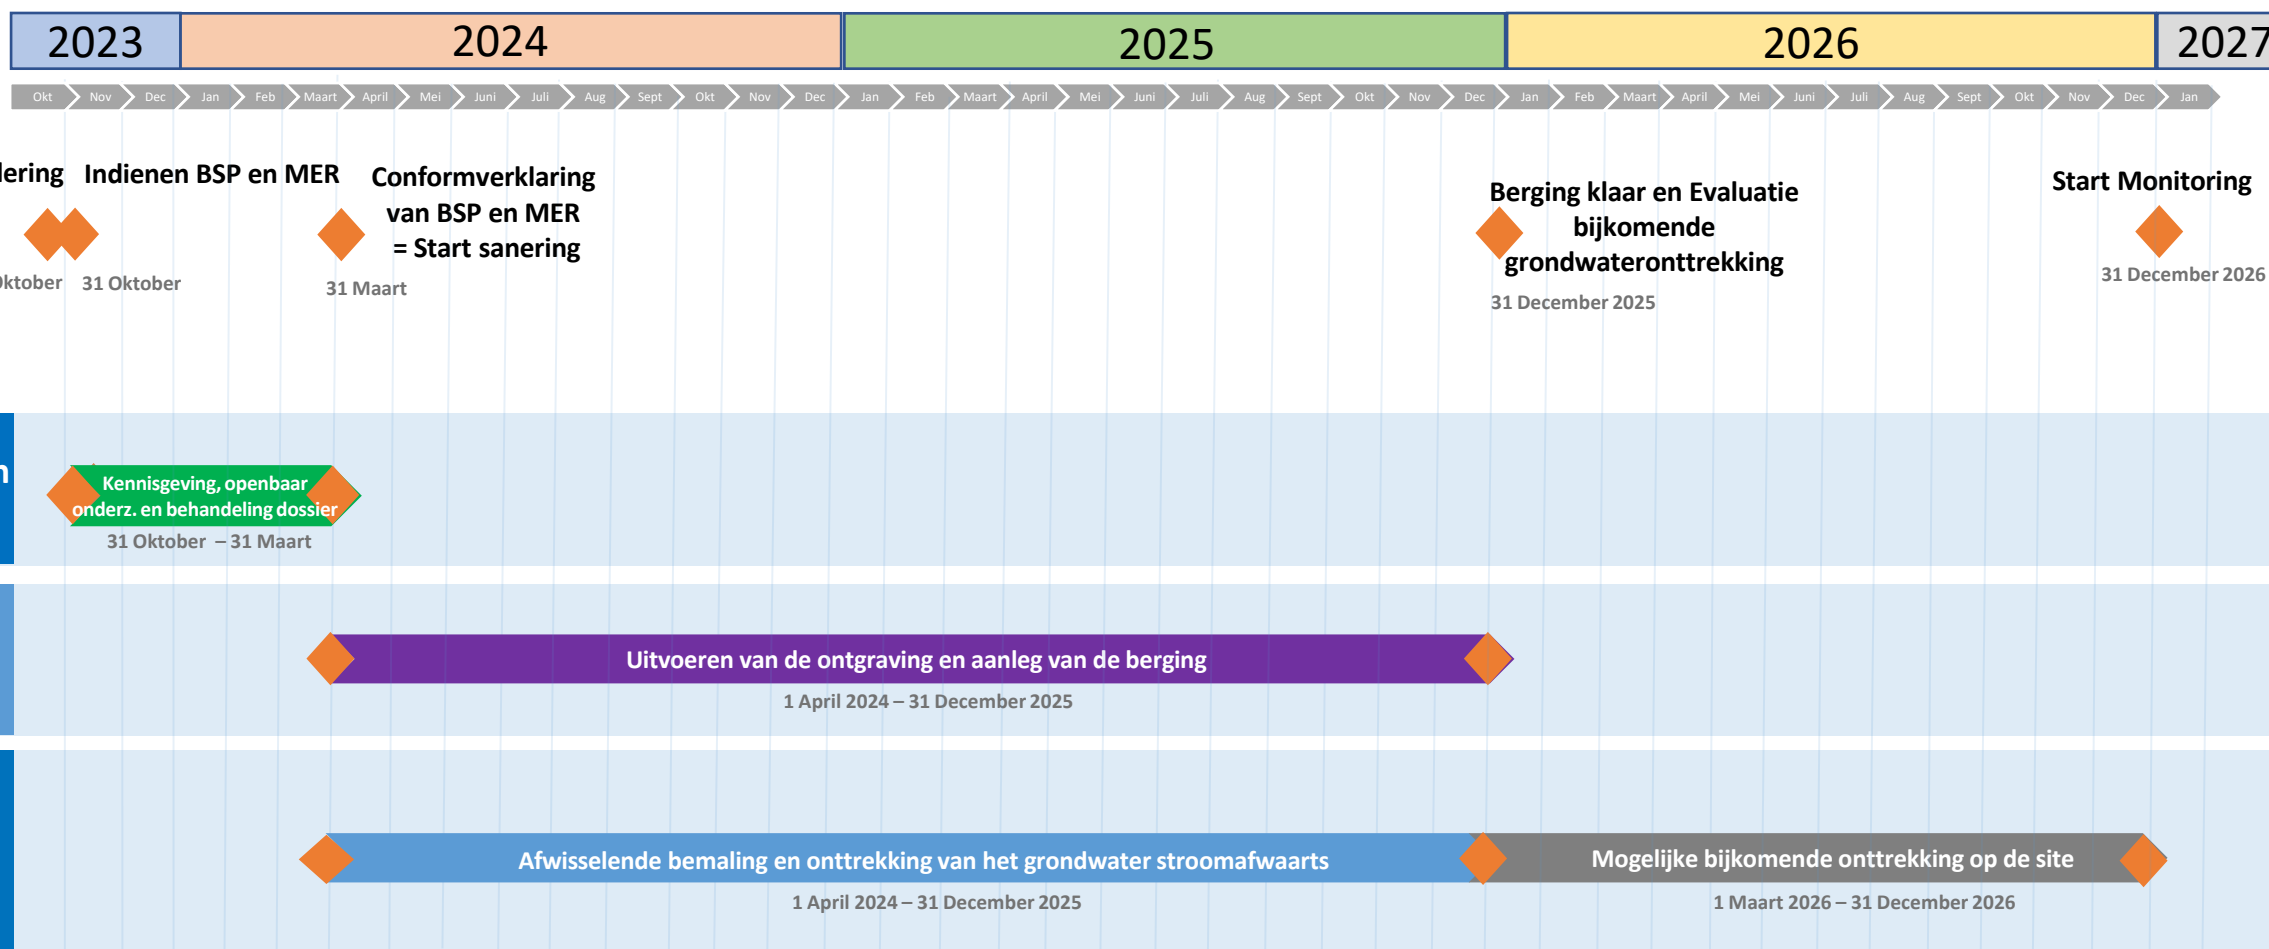 2023 2024 2025 2026 2027
Okt Nov Dec Jan Feb Maart April Mei Juni Juli Aug Sept Okt Nov Dec Jan Feb Maart April Mei Juni Juli Aug Sept Okt Nov Dec Jan Feb Maart April Mei Juni Juli Aug Sept Okt Nov Dec Jan
Indienen BSP en MER
31 Oktober
Conformverklaring
van BSP en MER
= Start sanering
31 Maart
Berging klaar en Evaluatie
bijkomende
grondwateronttrekking
31 December 2025
Start Monitoring
31 December 2026
Kennisgeving, openbaar
onderz. en behandeling dossier
31 Oktober – 31 Maart
Uitvoeren van de ontgraving en aanleg van de berging
1 April 2024 – 31 December 2025
Afwisselende bemaling en onttrekking van het grondwater stroomafwaarts
1 April 2024 – 31 December 2025
Mogelijke bijkomende onttrekking op de site
1 Maart 2026 – 31 December 2026